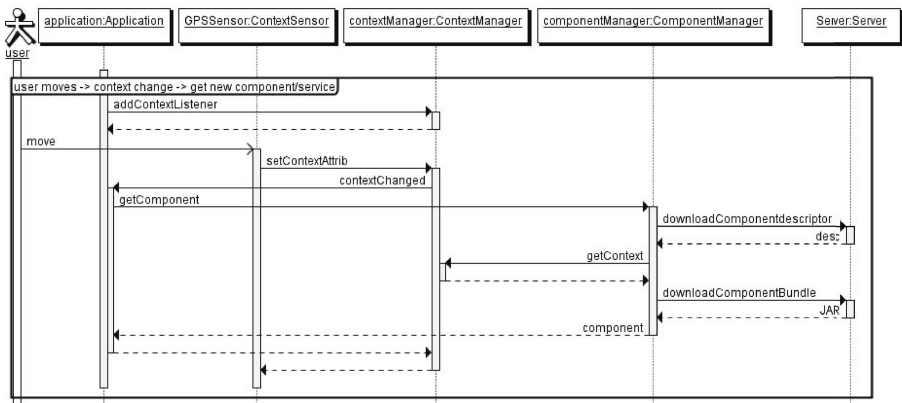 application:Application
GPSSensor:ContextSensor
contextManager:ContextManager
componentManager:ComponentManager
Server:Server
user
user moves -> context change -> get new component/service
addContextListener
move
setContextAttrib
contextChanged
getComponent
downloadComponentdescriptor
desc
getContext
downloadComponentBundle
JAR
component